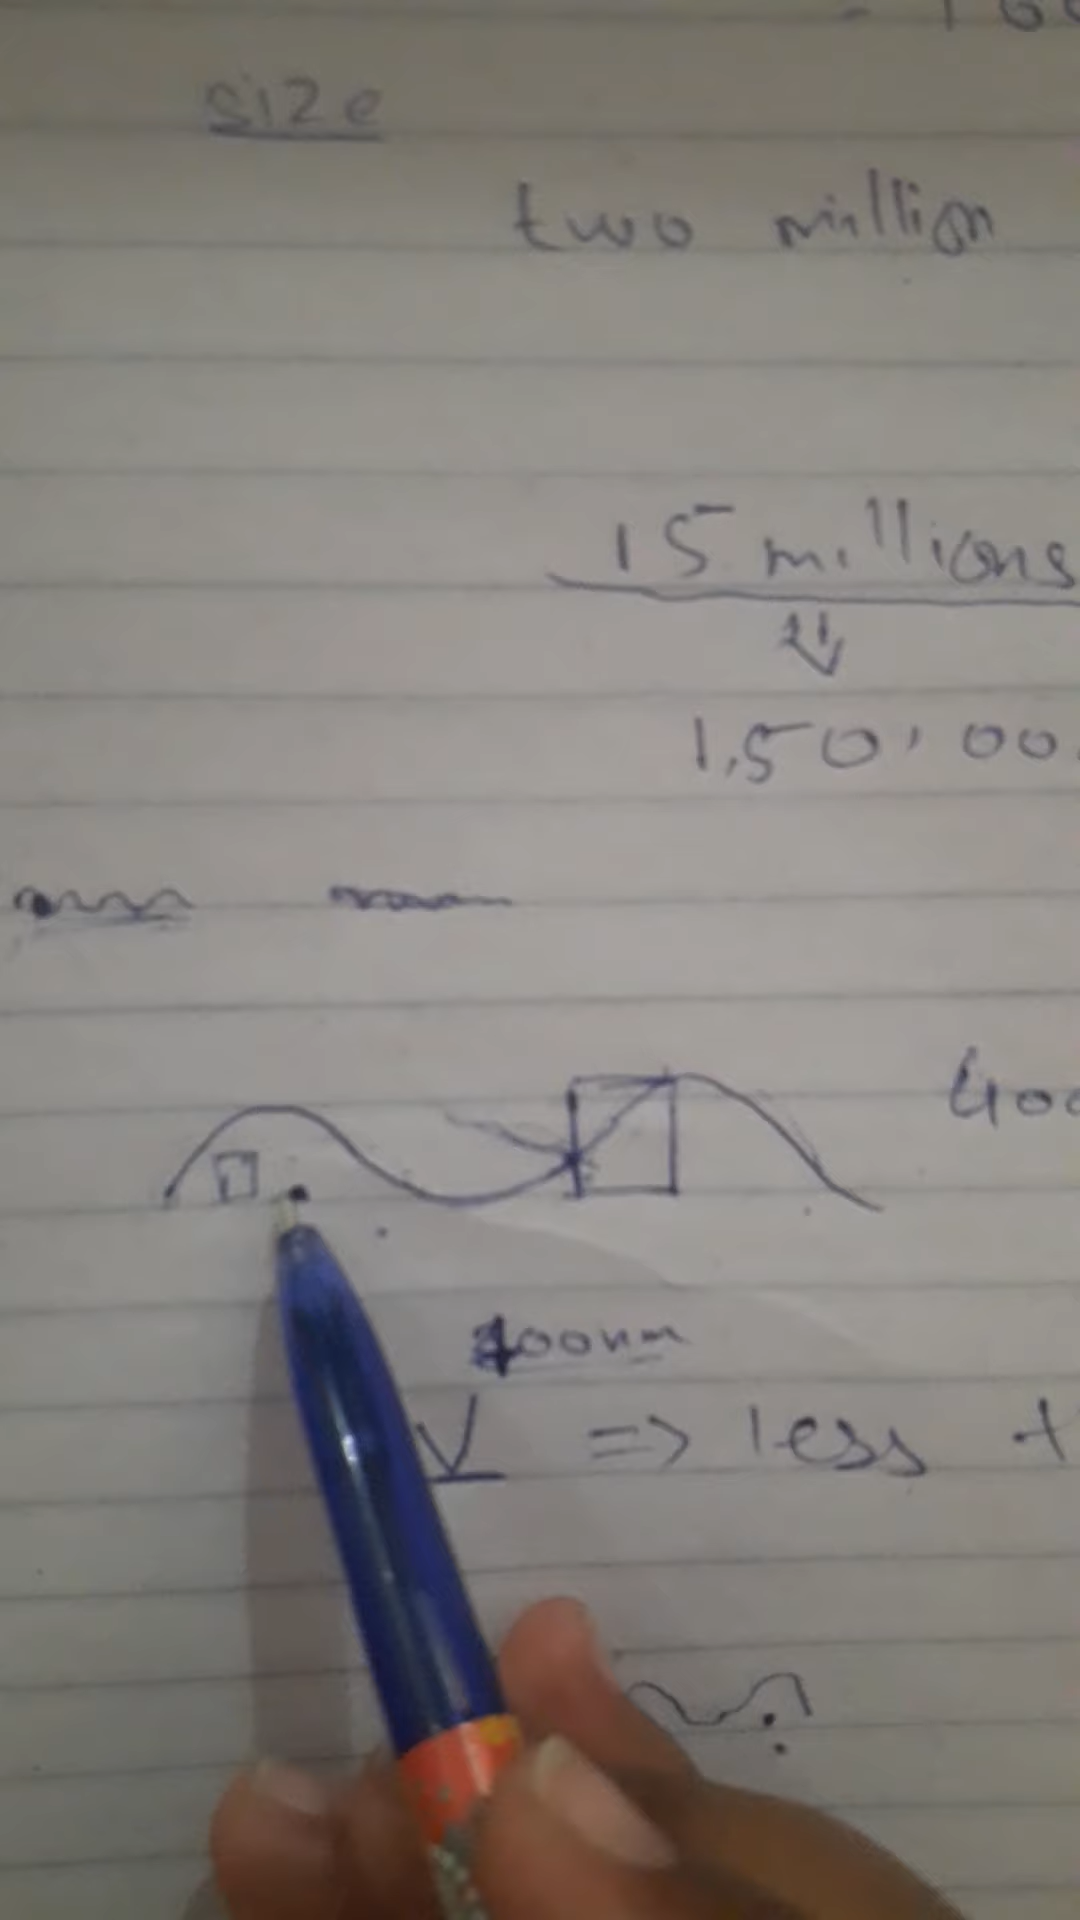 size
two million
15 millions
1,50,00
400
400nm
V => less